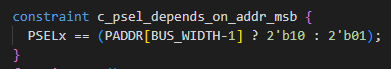 constraint c_psel_depends_on_addr_msb {
  PSELx == (PADDR[BUS_WIDTH-1] ? 2'b10 : 2'b01);
}